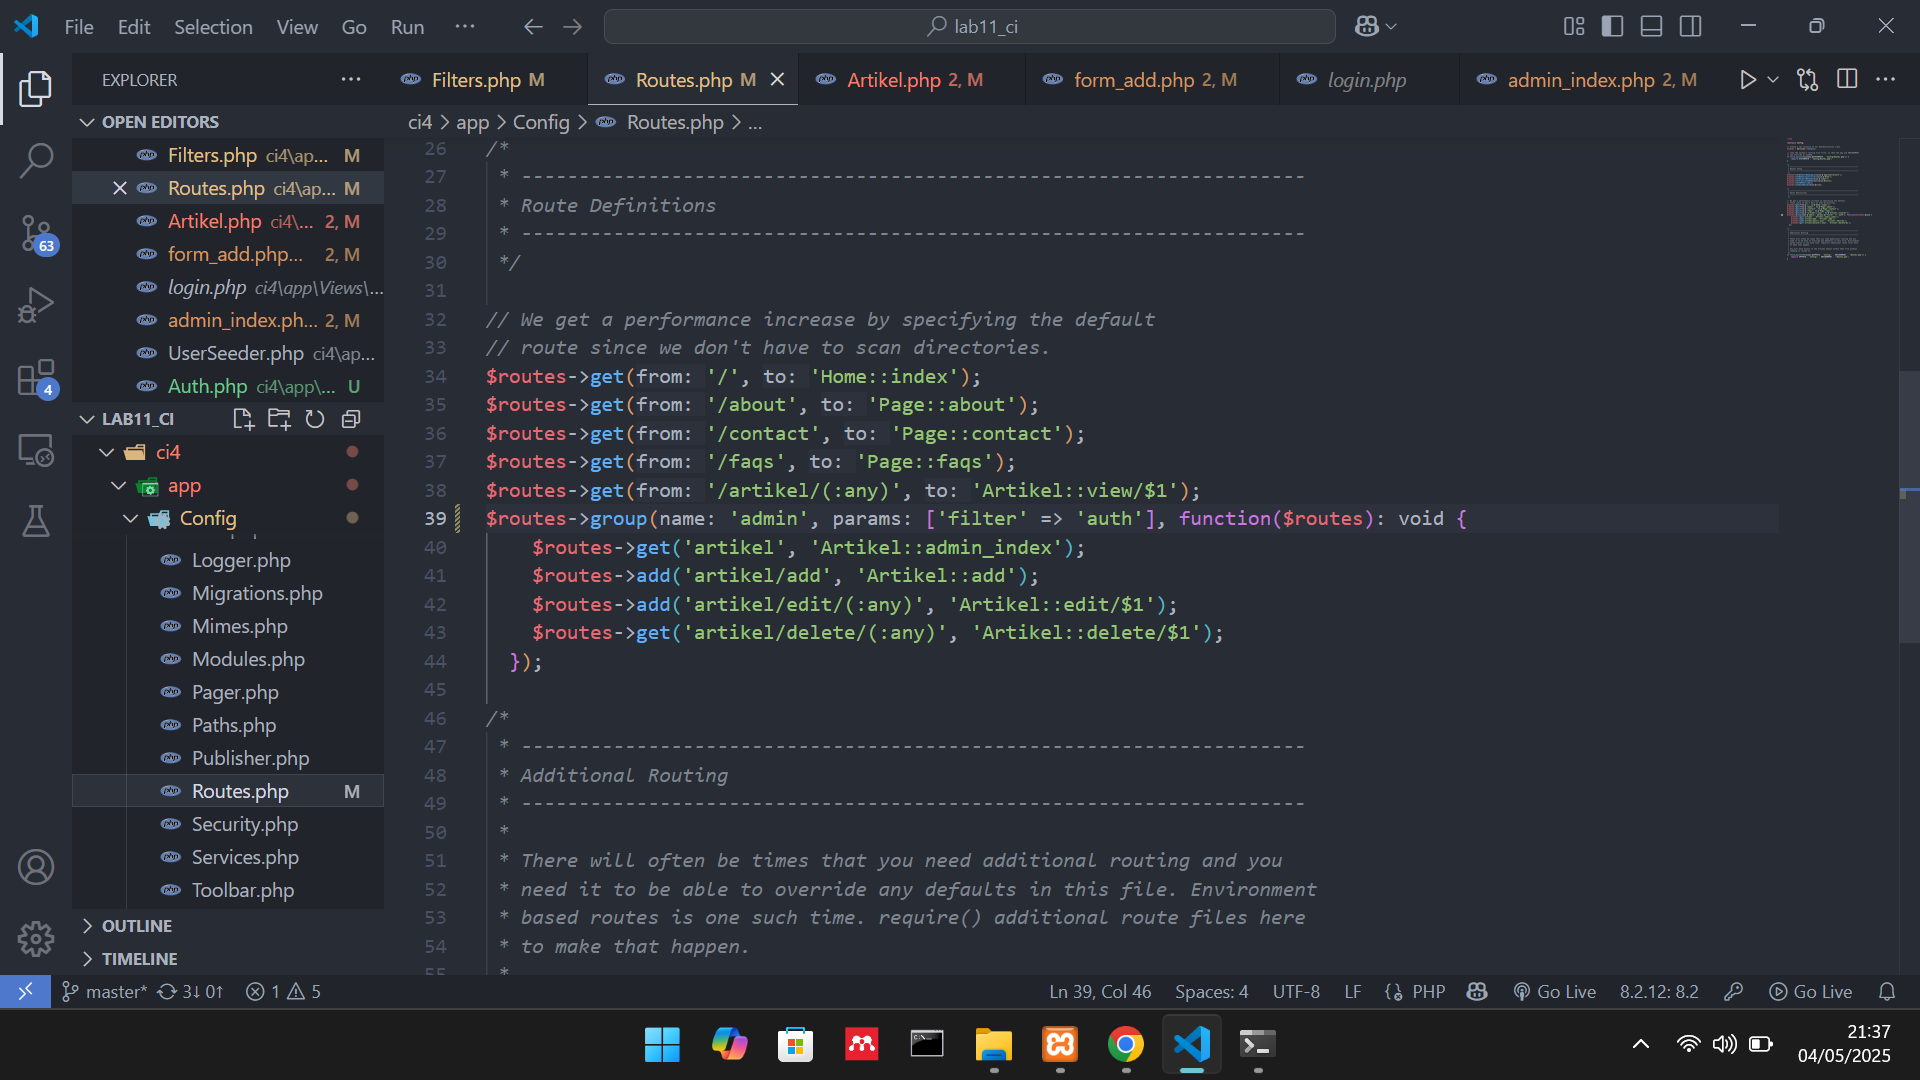 File Edit Selection View Go Run ··· lab11_ci
EXPLORER ···
Filters.php M
Routes.php M
Artikel.php 2, M
form_add.php 2, M
login.php
admin_index.php 2, M
···
OPEN EDITORS
Filters.php ci4\ap... M
Routes.php ci4\ap... M
Artikel.php ci4\... 2, M
form_add.php... 2, M
login.php ci4\app\Views\...
admin_index.ph... 2, M
UserSeeder.php ci4\ap...
Auth.php ci4\app\... U
63
4
LAB11_CI
ci4
app
Config
Logger.php
Migrations.php
Mimes.php
Modules.php
Pager.php
Paths.php
Publisher.php
Routes.php M
Security.php
Services.php
Toolbar.php
OUTLINE
TIMELINE
ci4 > app > Config > Routes.php > ...
26 /*
27 * --------------------------------------------------------------------
28 * Route Definitions
29 * --------------------------------------------------------------------
30 */
31
32 // We get a performance increase by specifying the default
33 // route since we don't have to scan directories.
34 $routes->get(from: '/', to: 'Home::index');
35 $routes->get(from: '/about', to: 'Page::about');
36 $routes->get(from: '/contact', to: 'Page::contact');
37 $routes->get(from: '/faqs', to: 'Page::faqs');
38 $routes->get(from: '/artikel/(:any)', to: 'Artikel::view/$1');
39 $routes->group(name: 'admin', params: ['filter' => 'auth'], function($routes): void {
40 $routes->get('artikel', 'Artikel::admin_index');
41 $routes->add('artikel/add', 'Artikel::add');
42 $routes->add('artikel/edit/(:any)', 'Artikel::edit/$1');
43 $routes->get('artikel/delete/(:any)', 'Artikel::delete/$1');
44 });
45
46 /*
47 * --------------------------------------------------------------------
48 * Additional Routing
49 * --------------------------------------------------------------------
50 *
51 * There will often be times that you need additional routing and you
52 * need it to be able to override any defaults in this file. Environment
53 * based routes is one such time. require() additional route files here
54 * to make that happen.
55 *
master* 3↓ 0↑ 1 5 Ln 39, Col 46 Spaces: 4 UTF-8 LF PHP Go Live 8.2.12: 8.2 Go Live
21:37
04/05/2025